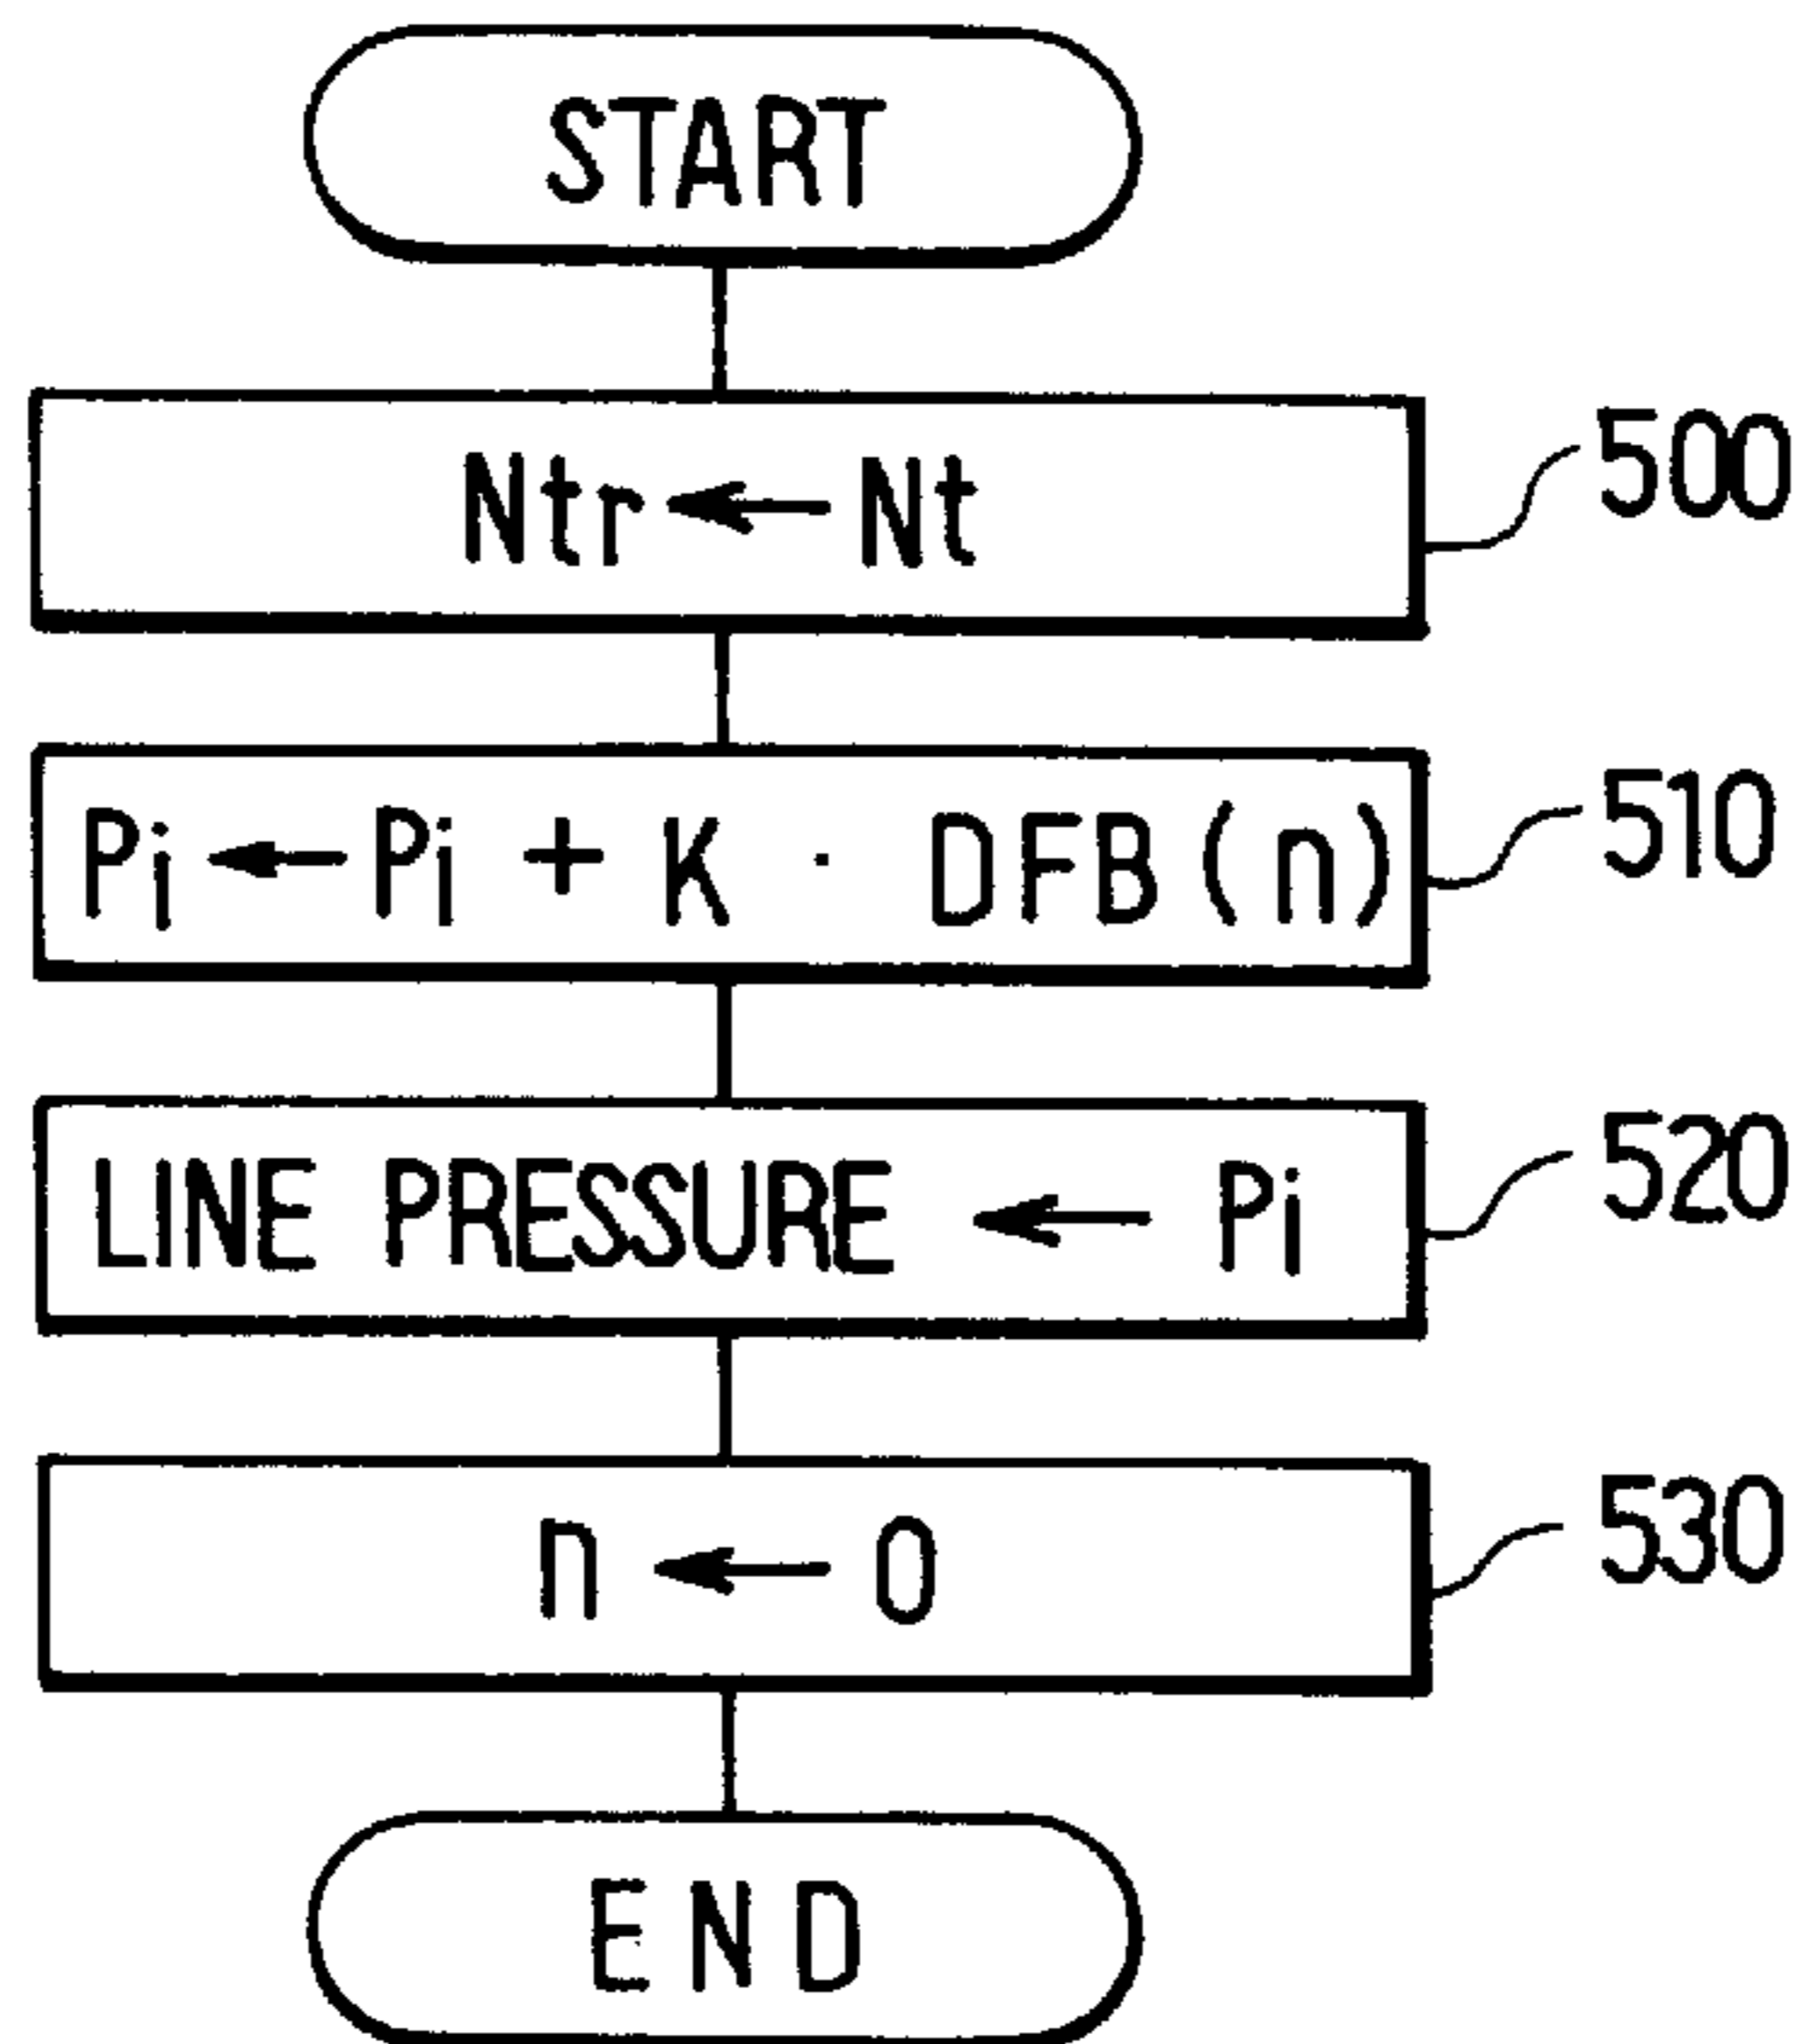 START
Ntr ← Nt
500
Pi ← Pi + K · DFB (n)
510
LINE PRESSURE ← Pi
520
n ← 0
530
END